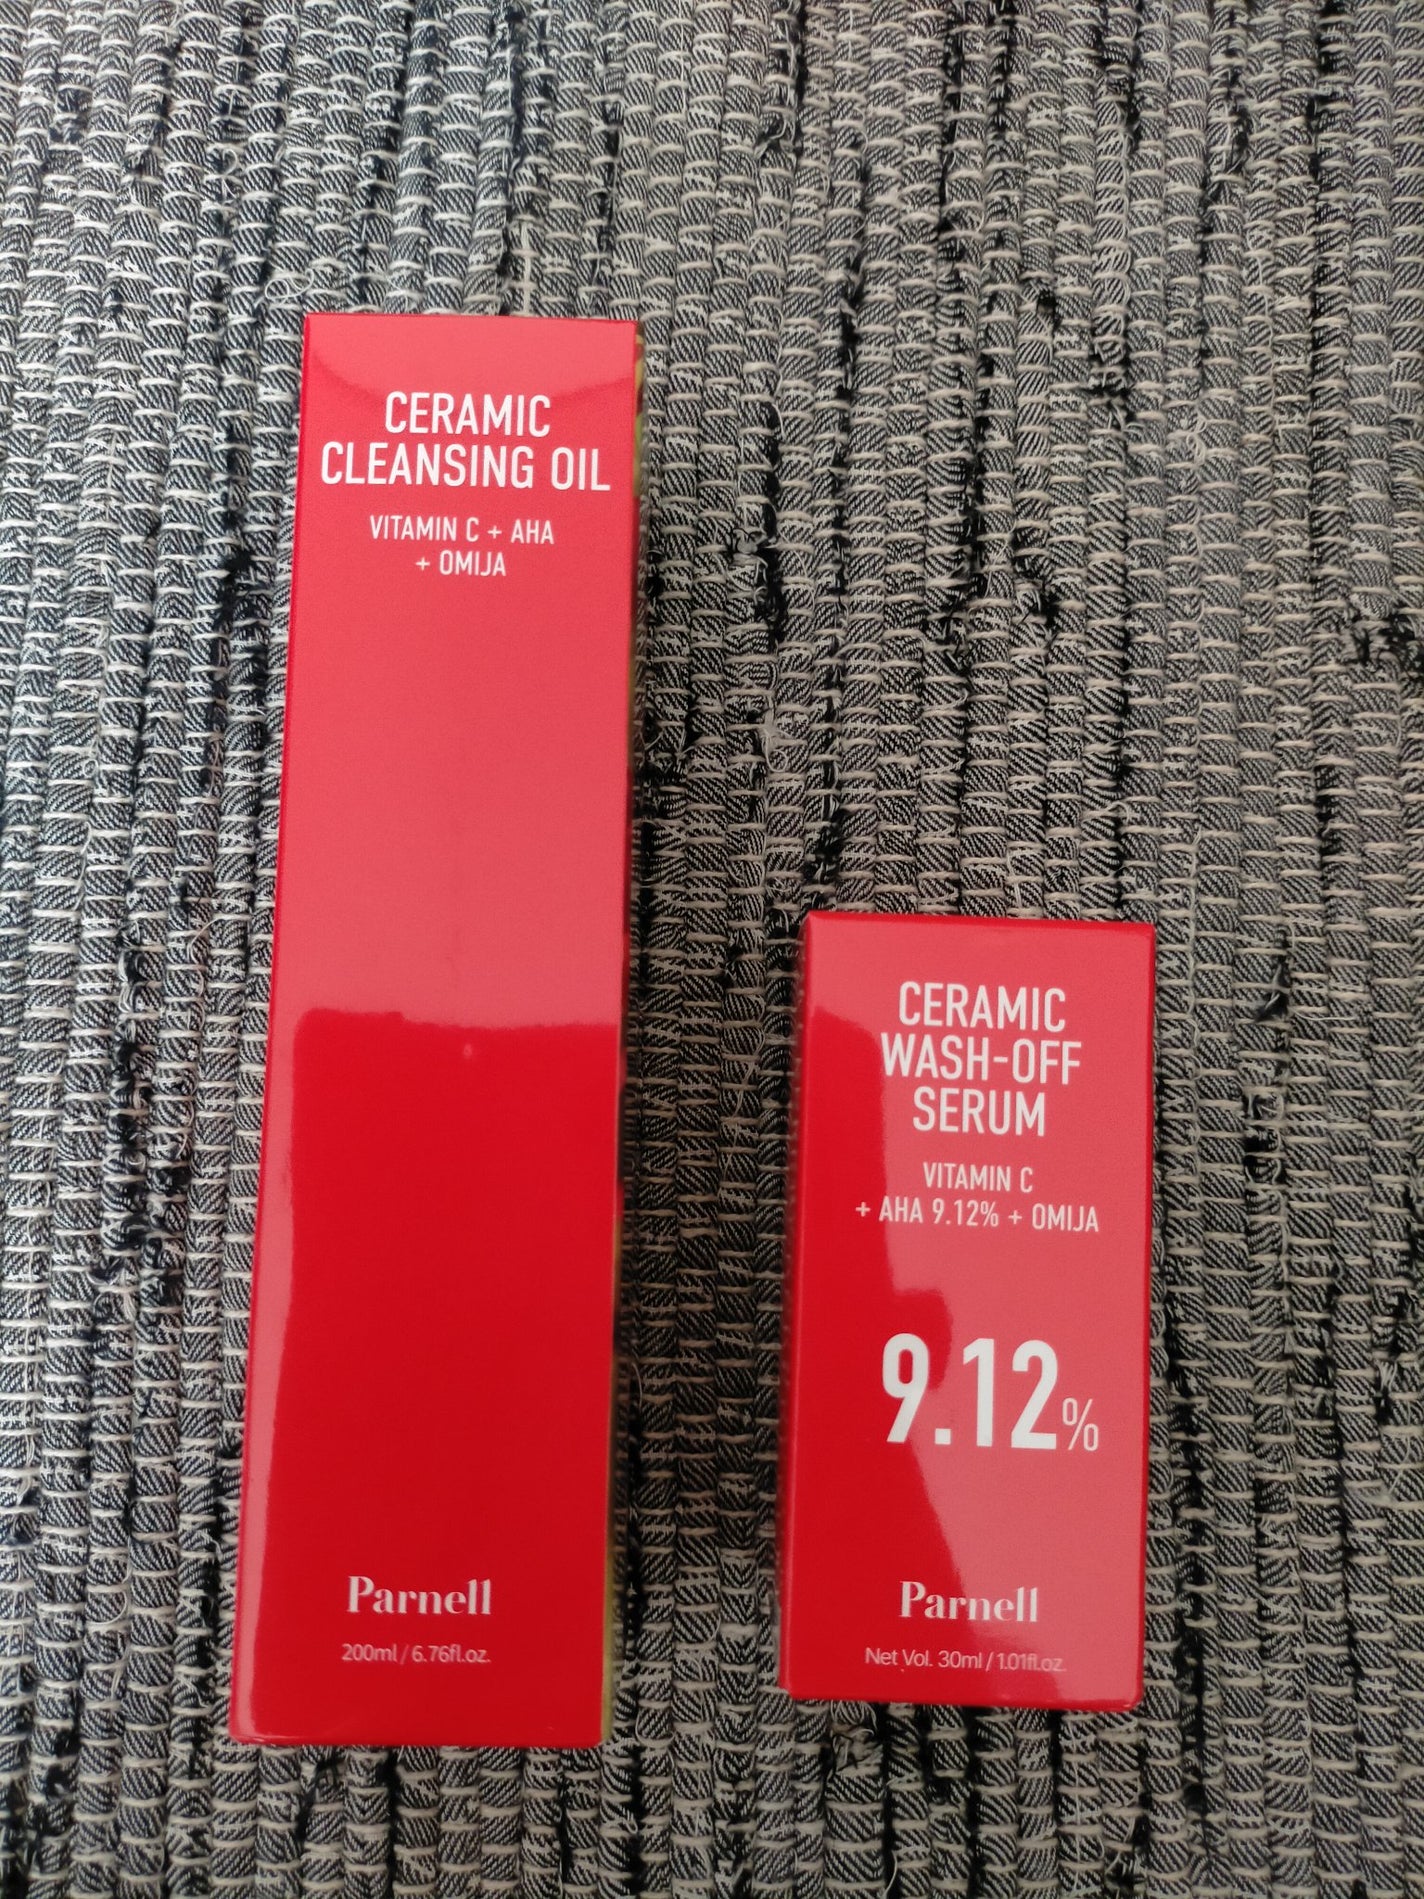 CERAMIC
CLEANSING OIL
VITAMIN C + AHA
+ OMIJA
Parnell
200ml / 6.76fl.oz.
CERAMIC
WASH-OFF
SERUM
VITAMIN C
+ AHA 9.12% + OMIJA
9.12%
Parnell
Net Vol. 30ml / 1.01fl.oz.